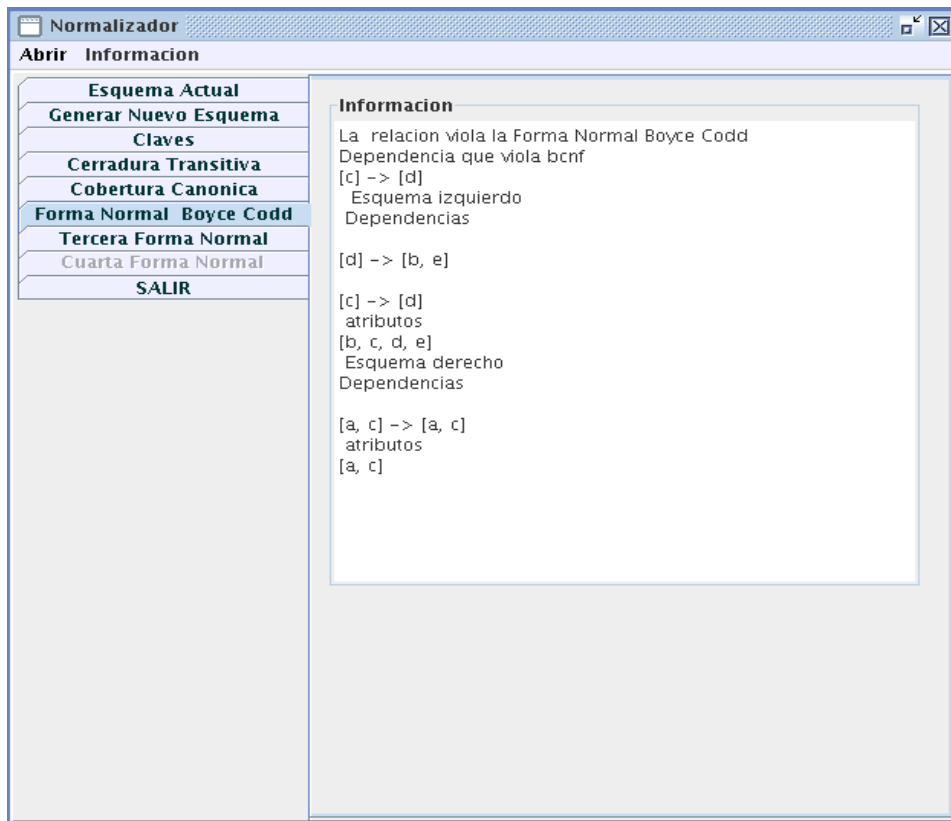 Normalizador
Abrir Informacion
Esquema Actual
Generar Nuevo Esquema
Claves
Cerradura Transitiva
Cobertura Canonica
Forma Normal Boyce Codd
Tercera Forma Normal
Cuarta Forma Normal
SALIR
Informacion
La relacion viola la Forma Normal Boyce Codd
Dependencia que viola bcnf
[c] -> [d]
Esquema izquierdo
Dependencias
[d] -> [b, e]
[c] -> [d]
atributos
[b, c, d, e]
Esquema derecho
Dependencias
[a, c] -> [a, c]
atributos
[a, c]